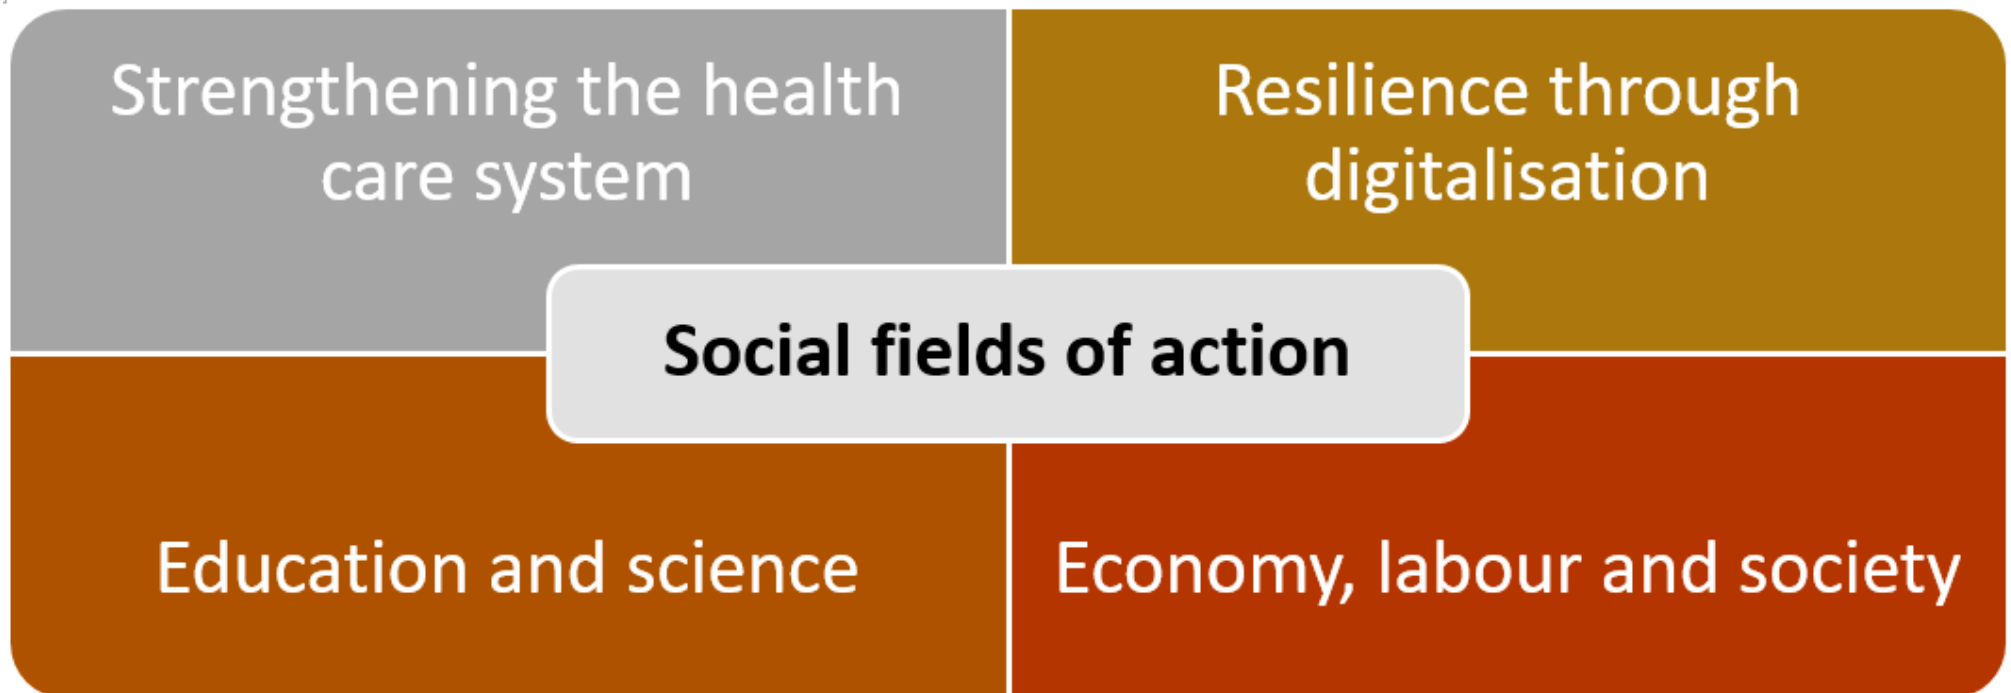 Strengthening the health
care system
Resilience through
digitalisation
Social fields of action
Education and science
Economy, labour and society